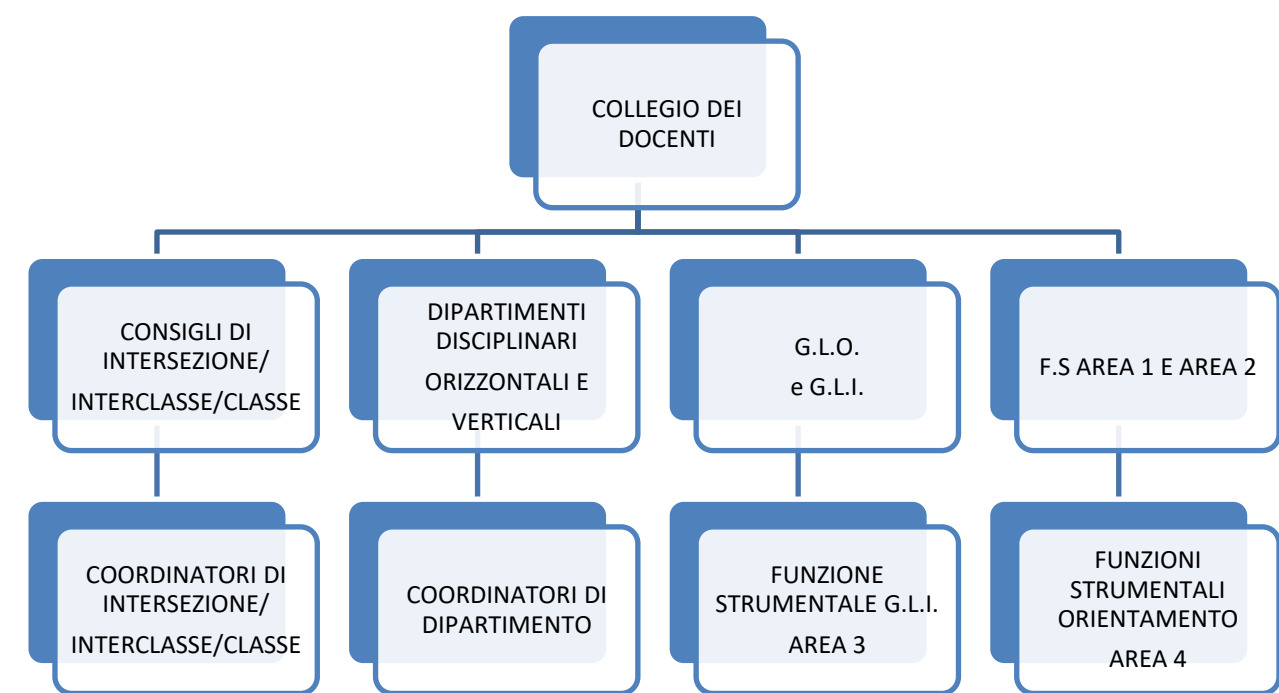 COLLEGIO DEI
DOCENTI
CONSIGLI DI
INTERSEZIONE/
INTERCLASSE/CLASSE
DIPARTIMENTI
DISCIPLINARI
ORIZZONTALI E
VERTICALI
G.L.O.
e G.L.I.
F.S AREA 1 E AREA 2
COORDINATORI DI
INTERSEZIONE/
INTERCLASSE/CLASSE
COORDINATORI DI
DIPARTIMENTO
FUNZIONE
STRUMENTALE G.L.I.
AREA 3
FUNZIONI
STRUMENTALI
ORIENTAMENTO
AREA 4